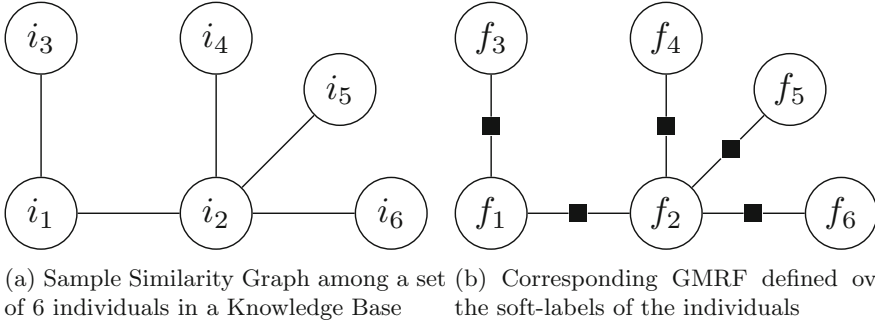 i3 i4 f3 f4
i5 f5
i1 i2 i6 f1 f2 f6
(a) Sample Similarity Graph among a set
of 6 individuals in a Knowledge Base
(b) Corresponding GMRF defined ov
the soft-labels of the individuals